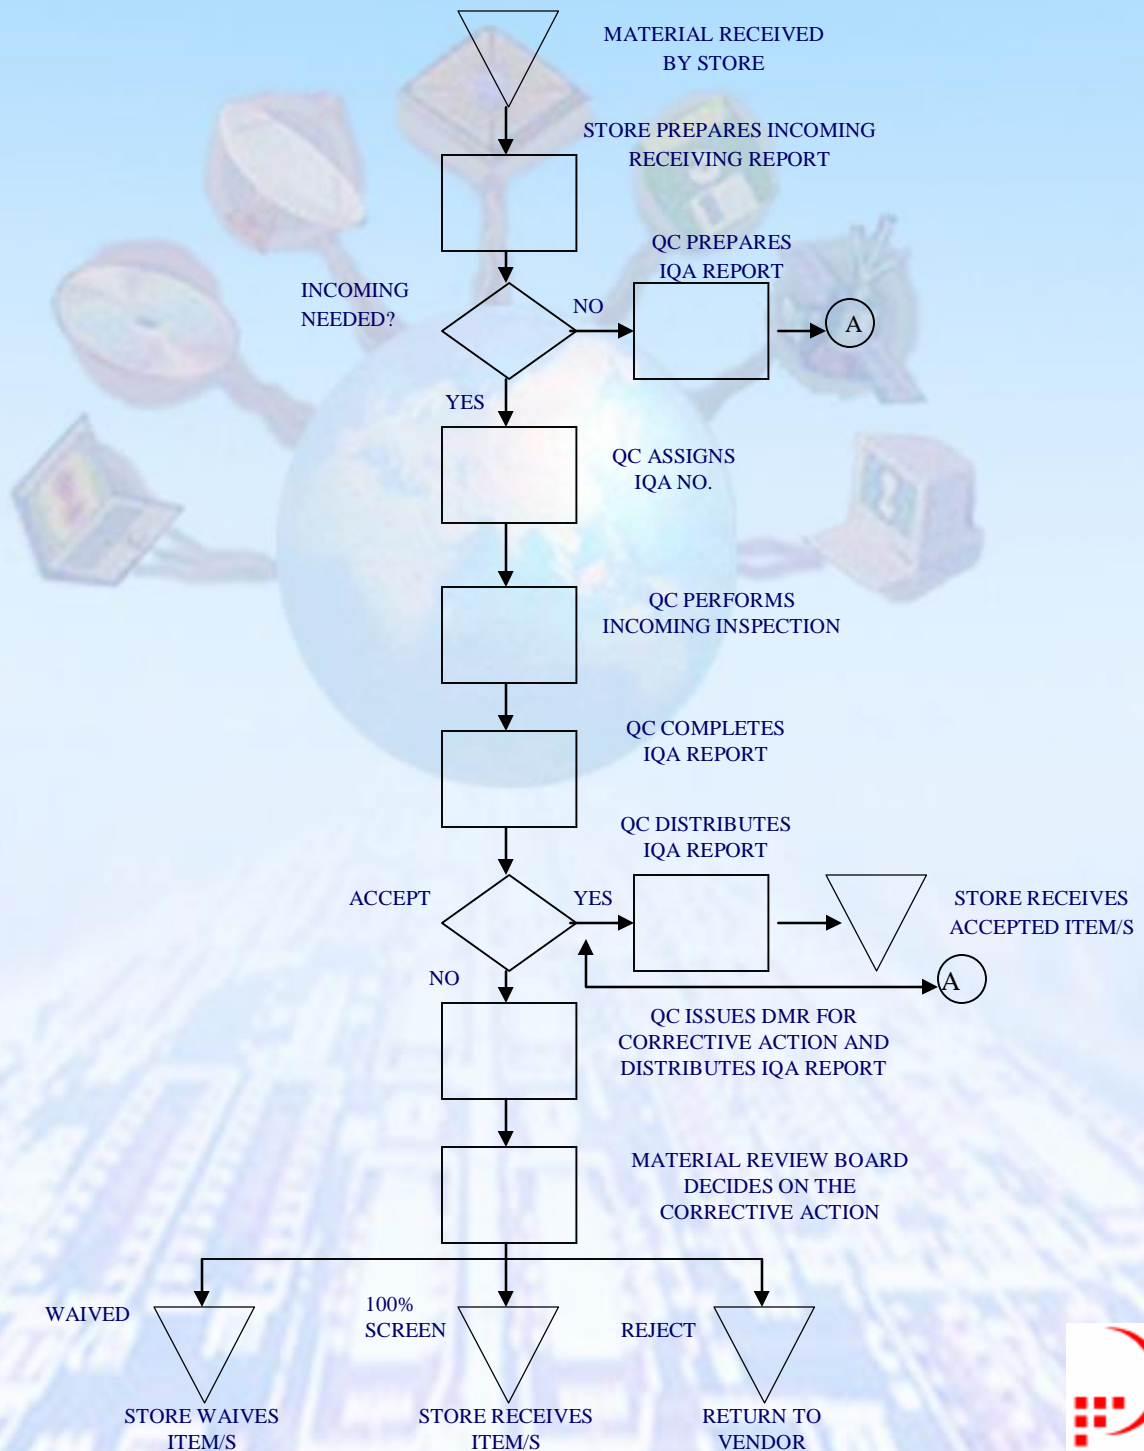 MATERIAL RECEIVED
BY STORE
STORE PREPARES INCOMING
RECEIVING REPORT
QC PREPARES
IQA REPORT
INCOMING
NEEDED?
NO
A
YES
QC ASSIGNS
IQA NO.
QC PERFORMS
INCOMING INSPECTION
QC COMPLETES
IQA REPORT
QC DISTRIBUTES
IQA REPORT
ACCEPT
YES
STORE RECEIVES
ACCEPTED ITEM/S
NO
A
QC ISSUES DMR FOR
CORRECTIVE ACTION AND
DISTRIBUTES IQA REPORT
MATERIAL REVIEW BOARD
DECIDES ON THE
CORRECTIVE ACTION
WAIVED
100%
SCREEN
REJECT
STORE WAIVES
ITEM/S
STORE RECEIVES
ITEM/S
RETURN TO
VENDOR